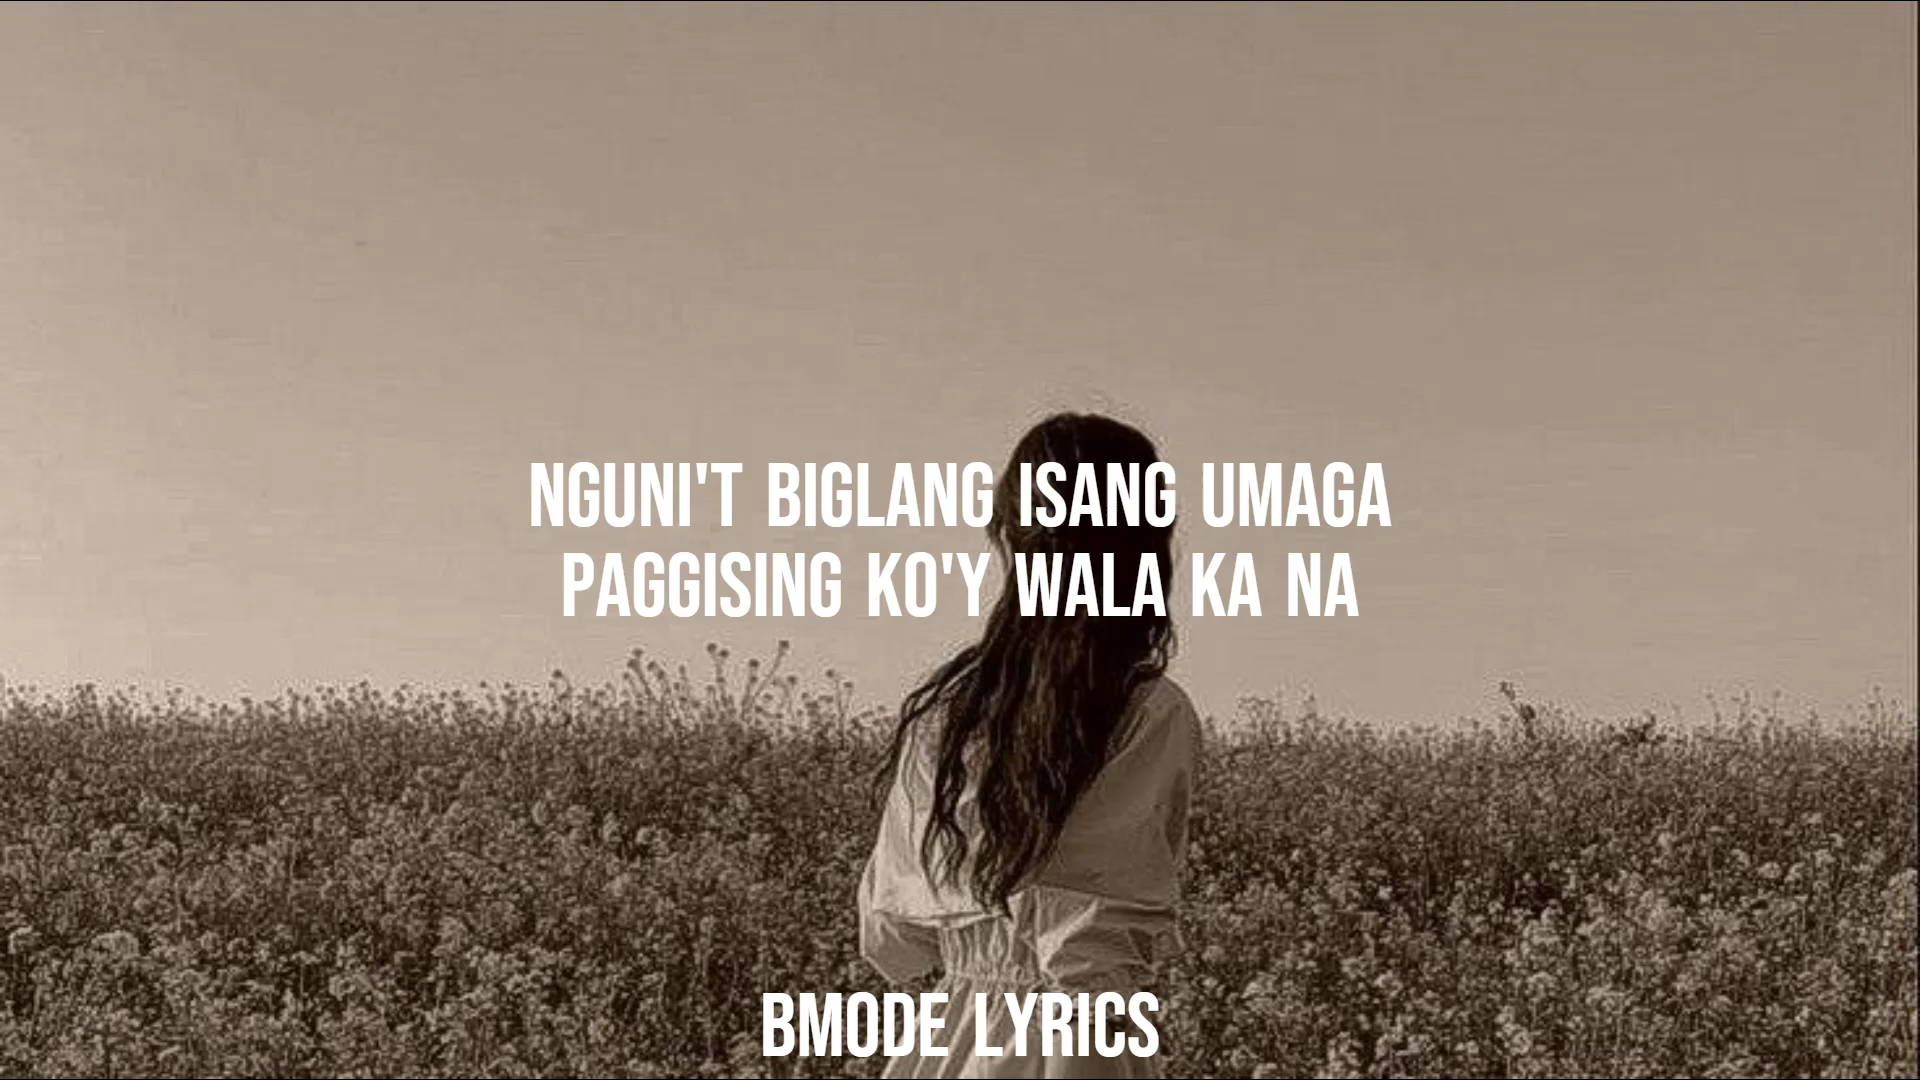 NGUNI'T BIGLANG ISANG UMAGA
PAGGISING KO'Y WALA KA NA
BMODE LYRICS